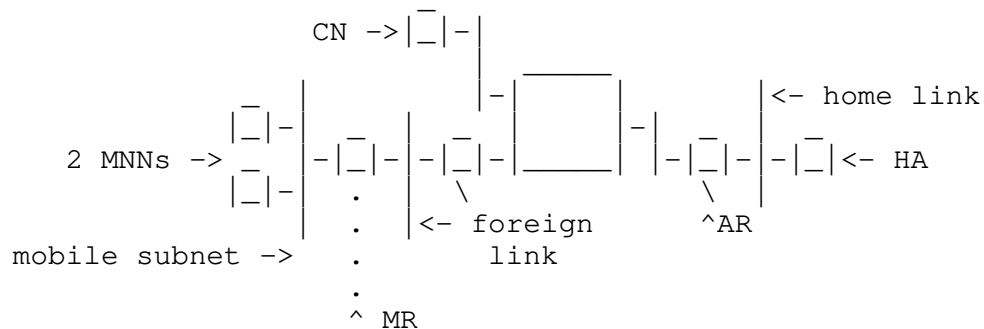 CN ->
<- home link
2 MNNs ->
<- HA
<- foreign
^AR
mobile subnet ->
link
^ MR